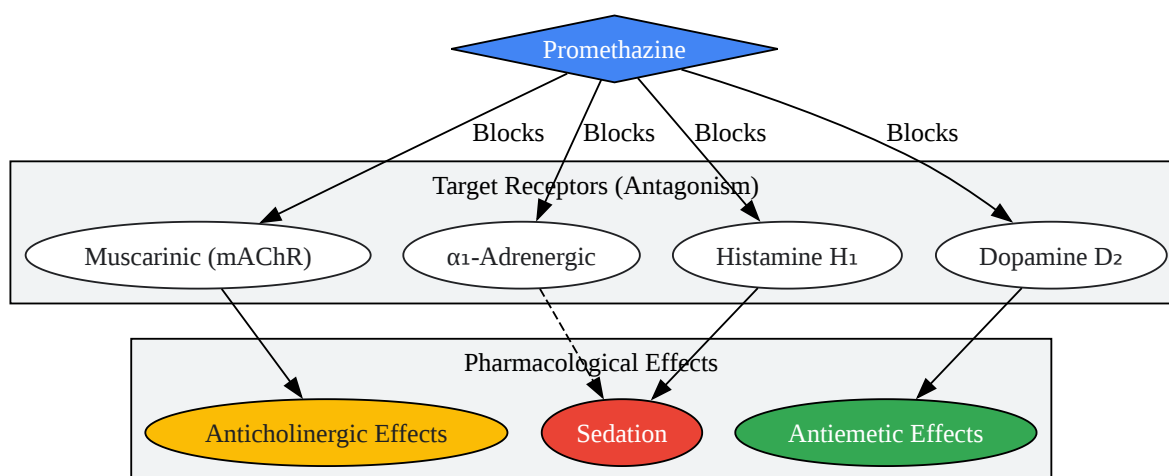 Promethazine
Blocks
Blocks
Blocks
Blocks
Target Receptors (Antagonism)
Muscarinic (mAChR)
α₁-Adrenergic
Histamine H₁
Dopamine D₂
Pharmacological Effects
Anticholinergic Effects
Sedation
Antiemetic Effects